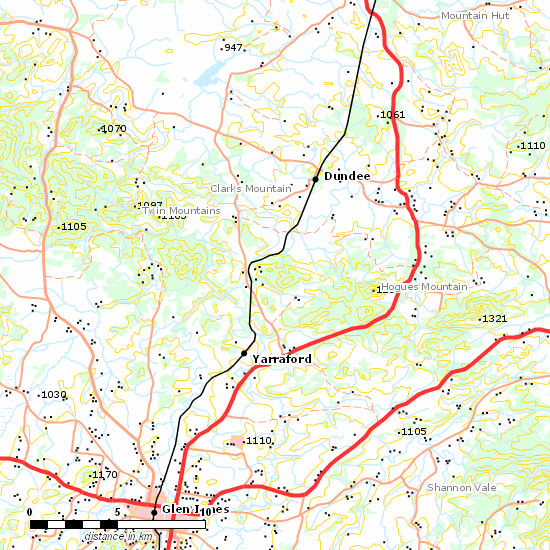 Mountain Hut
947
1061
1070
1110
Dundee
Clarks Mountain
Twin Mountains
1105
Hogues Mountain
1321
Yarraford
1030
1105
1110
1170
Shannon Vale
Glen Innes
0 5 10
distance in km